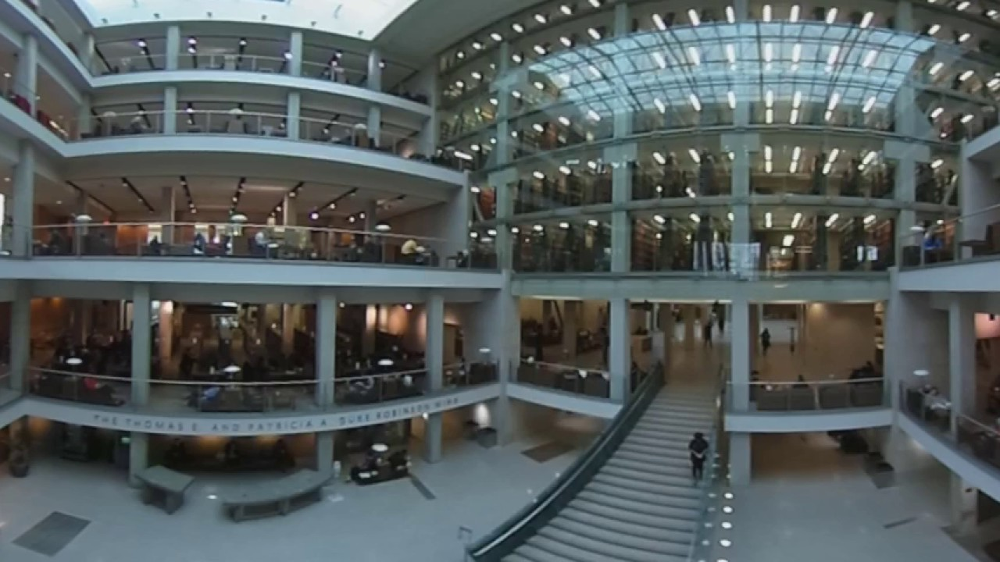 THE THOMAS E. AND PATRICIA A. DUKE ROBINSON WING